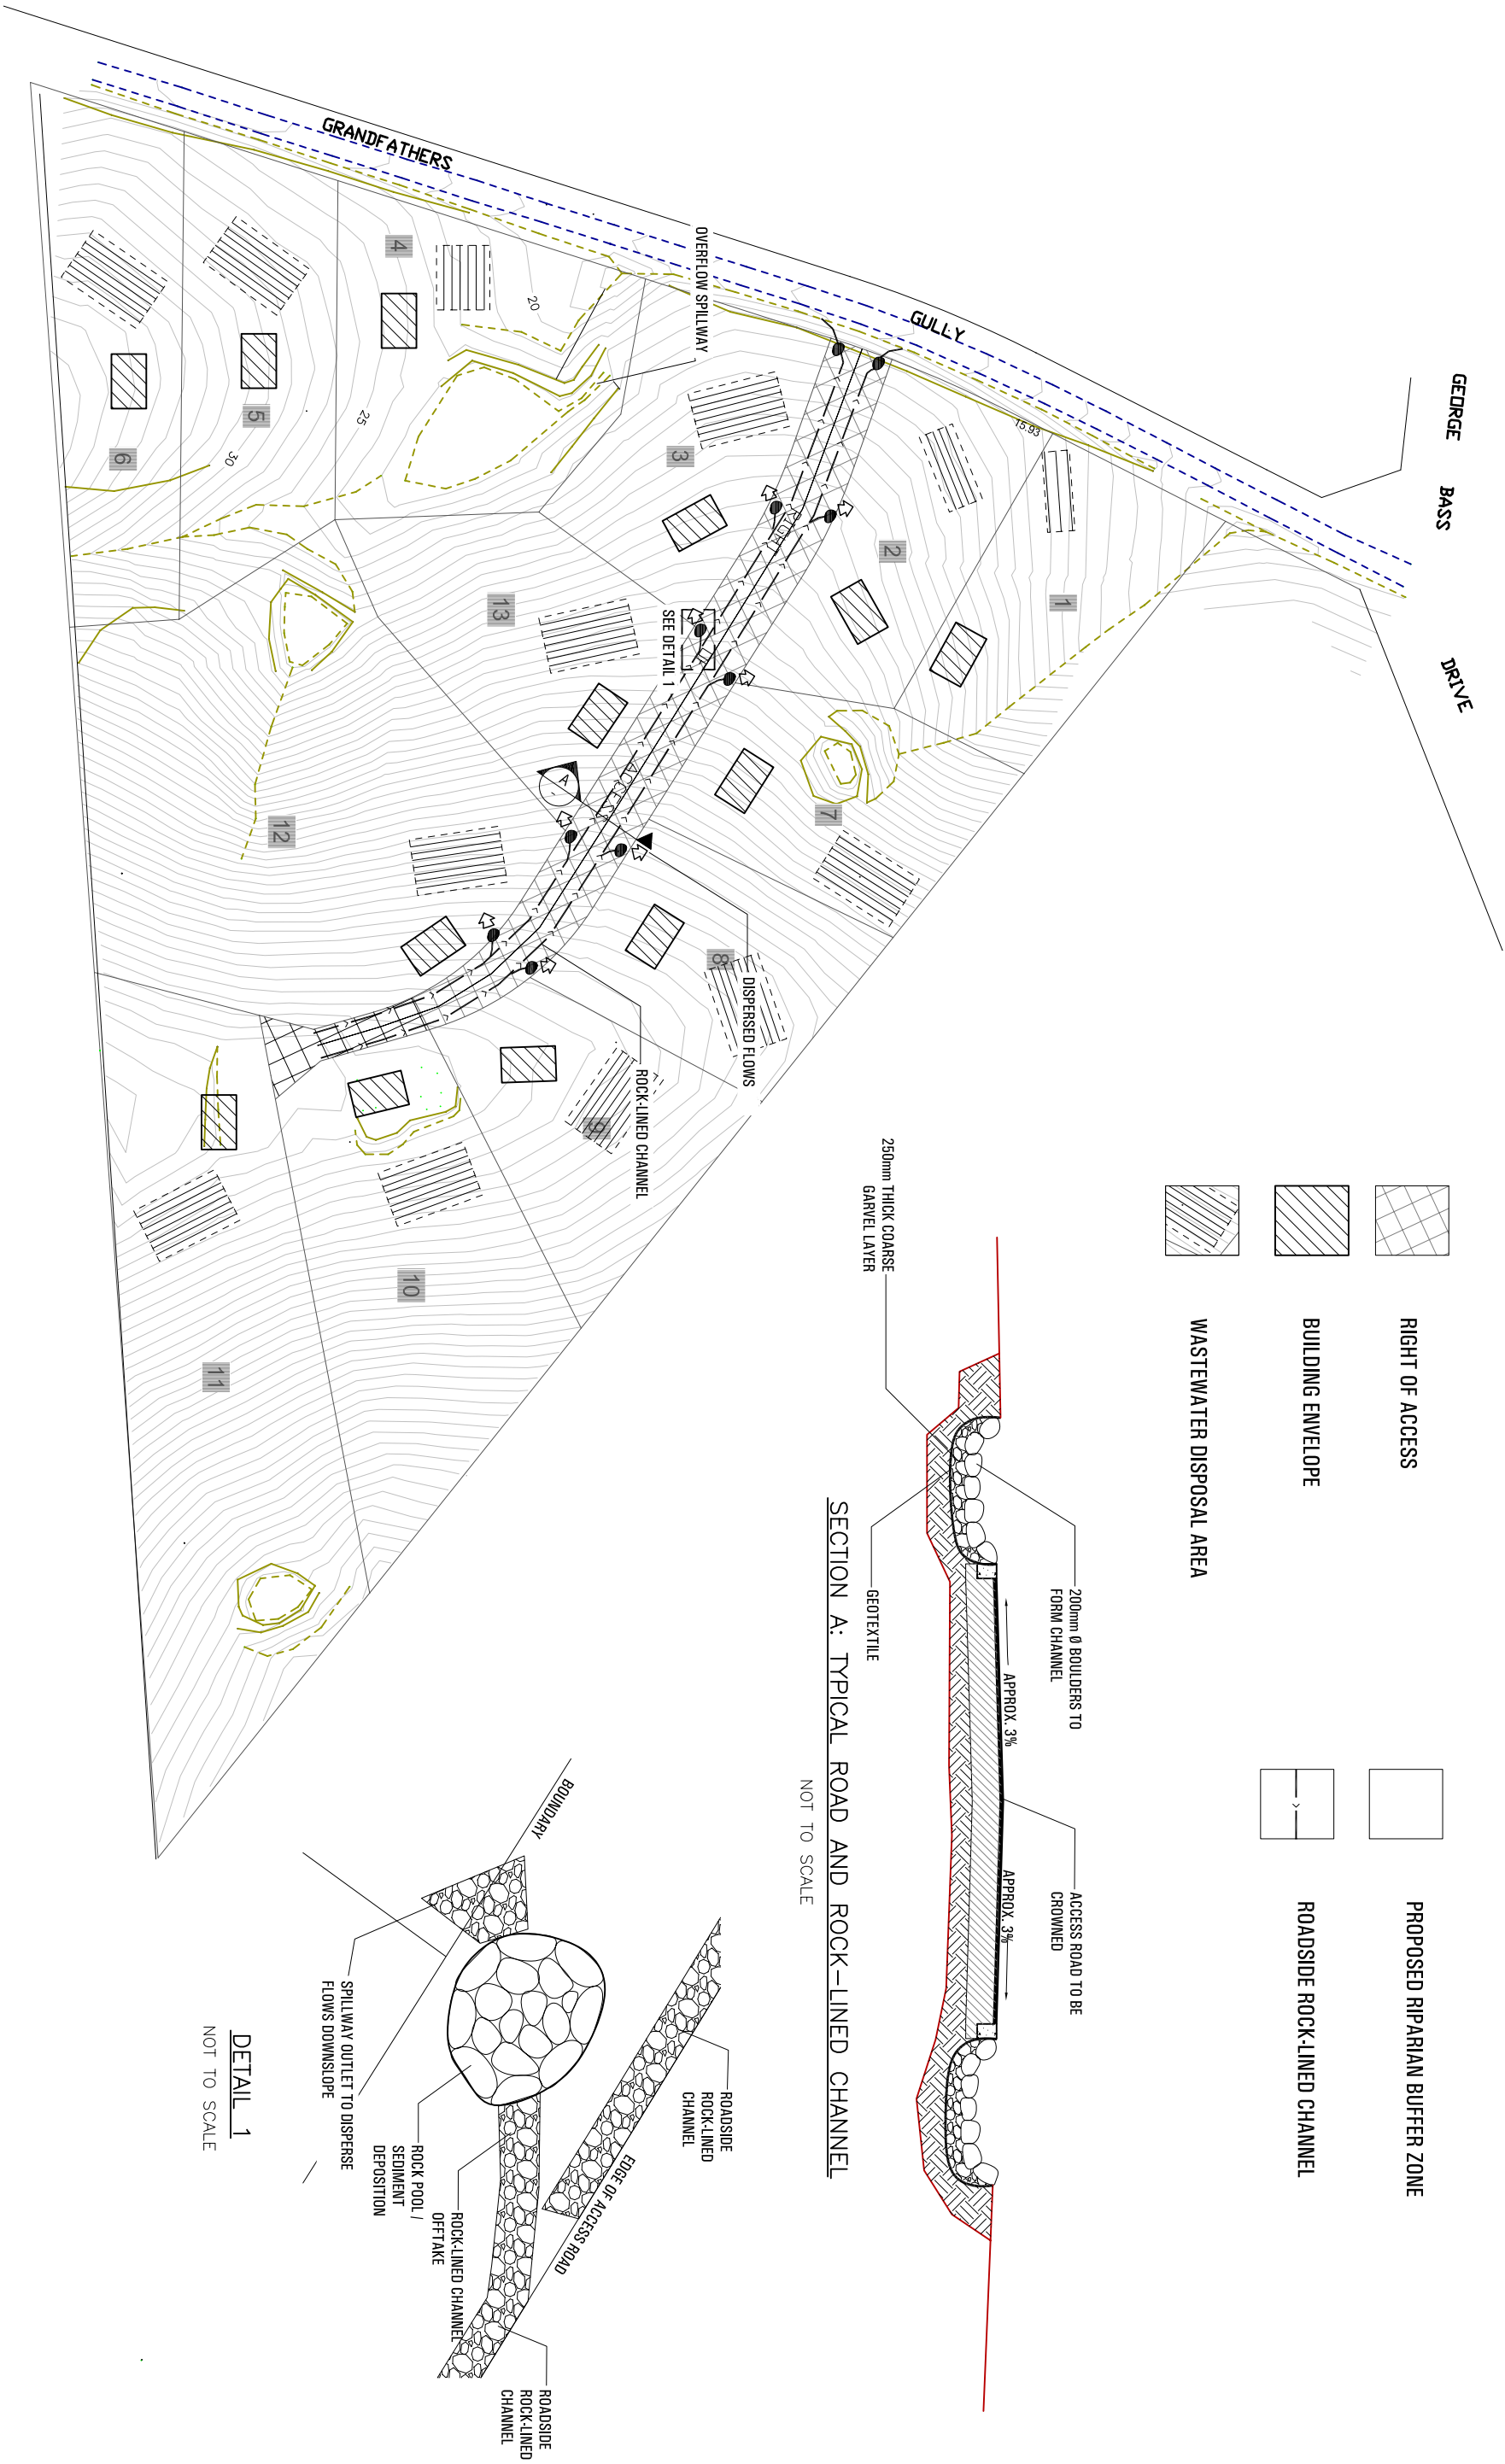 GEORGE
BASS
DRIVE
GRANDFATHERS
GULLY
OVERFLOW SPILLWAY
15.93
20
25
30
1
2
3
4
5
6
7
8
9
10
11
12
13
SEE DETAIL 1
A
DISPERSED FLOWS
ROCK-LINED CHANNEL
RIGHT OF ACCESS
BUILDING ENVELOPE
WASTEWATER DISPOSAL AREA
PROPOSED RIPARIAN BUFFER ZONE
ROADSIDE ROCK-LINED CHANNEL
250mm THICK COARSE
GARVEL LAYER
200mm Ø BOULDERS TO
FORM CHANNEL
GEOTEXTILE
APPROX. 3%
APPROX. 3%
ACCESS ROAD TO BE
CROWNED
SECTION A: TYPICAL ROAD AND ROCK-LINED CHANNEL
NOT TO SCALE
BOUNDARY
EDGE OF ACCESS ROAD
ROADSIDE
ROCK-LINED
CHANNEL
ROADSIDE
ROCK-LINED
CHANNEL
ROCK-LINED CHANNEL
OFFTAKE
ROCK POOL /
SEDIMENT
DEPOSITION
SPILLWAY OUTLET TO DISPERSE
FLOWS DOWNSLOPE
DETAIL 1
NOT TO SCALE